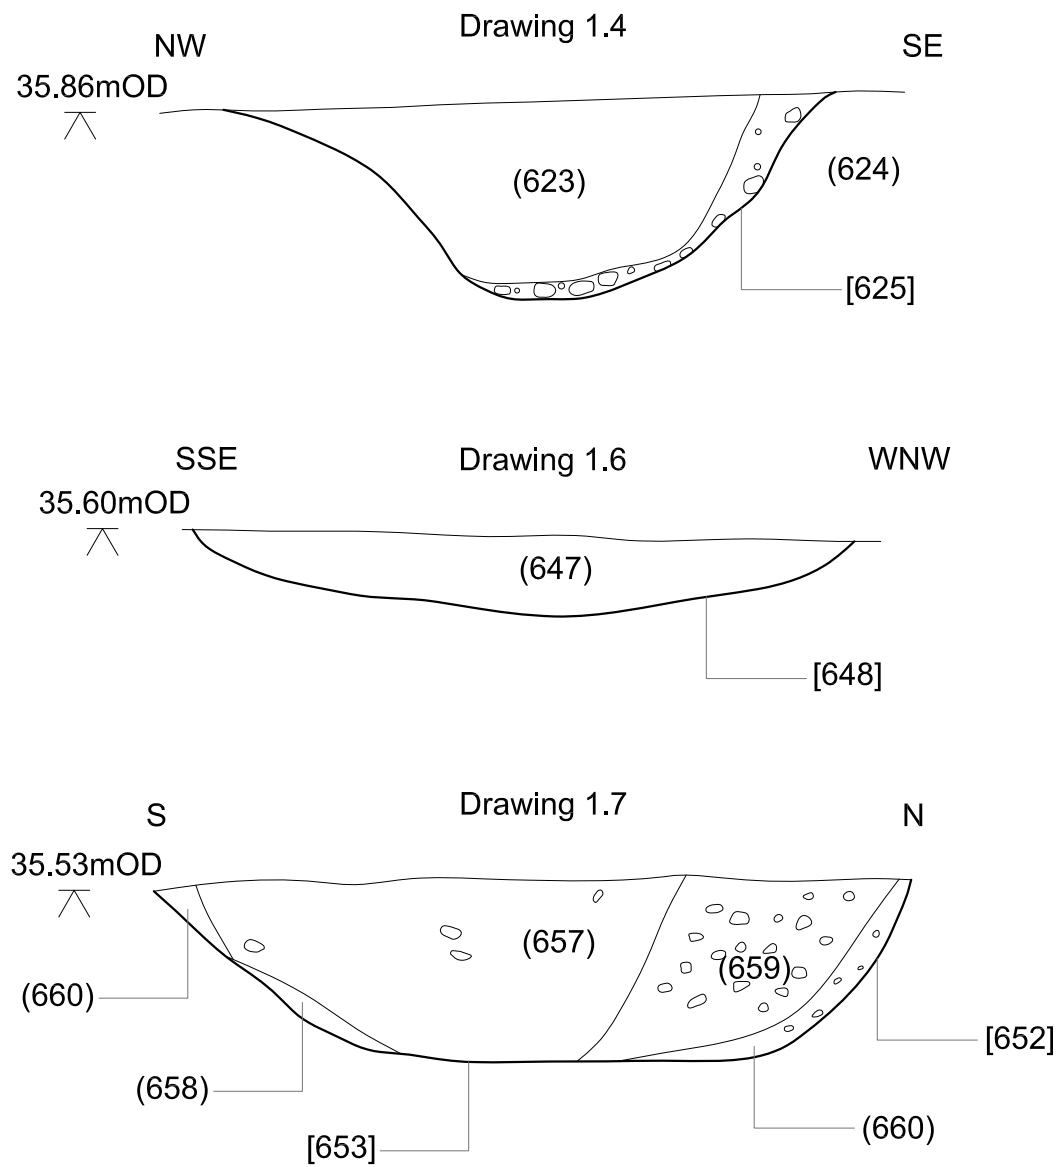 Drawing 1.4
NW
SE
35.86mOD
(623)
(624)
[625]
SSE
Drawing 1.6
WNW
35.60mOD
(647)
[648]
S
Drawing 1.7
N
35.53mOD
(657)
(659)
(660)
[652]
(658)
(660)
[653]